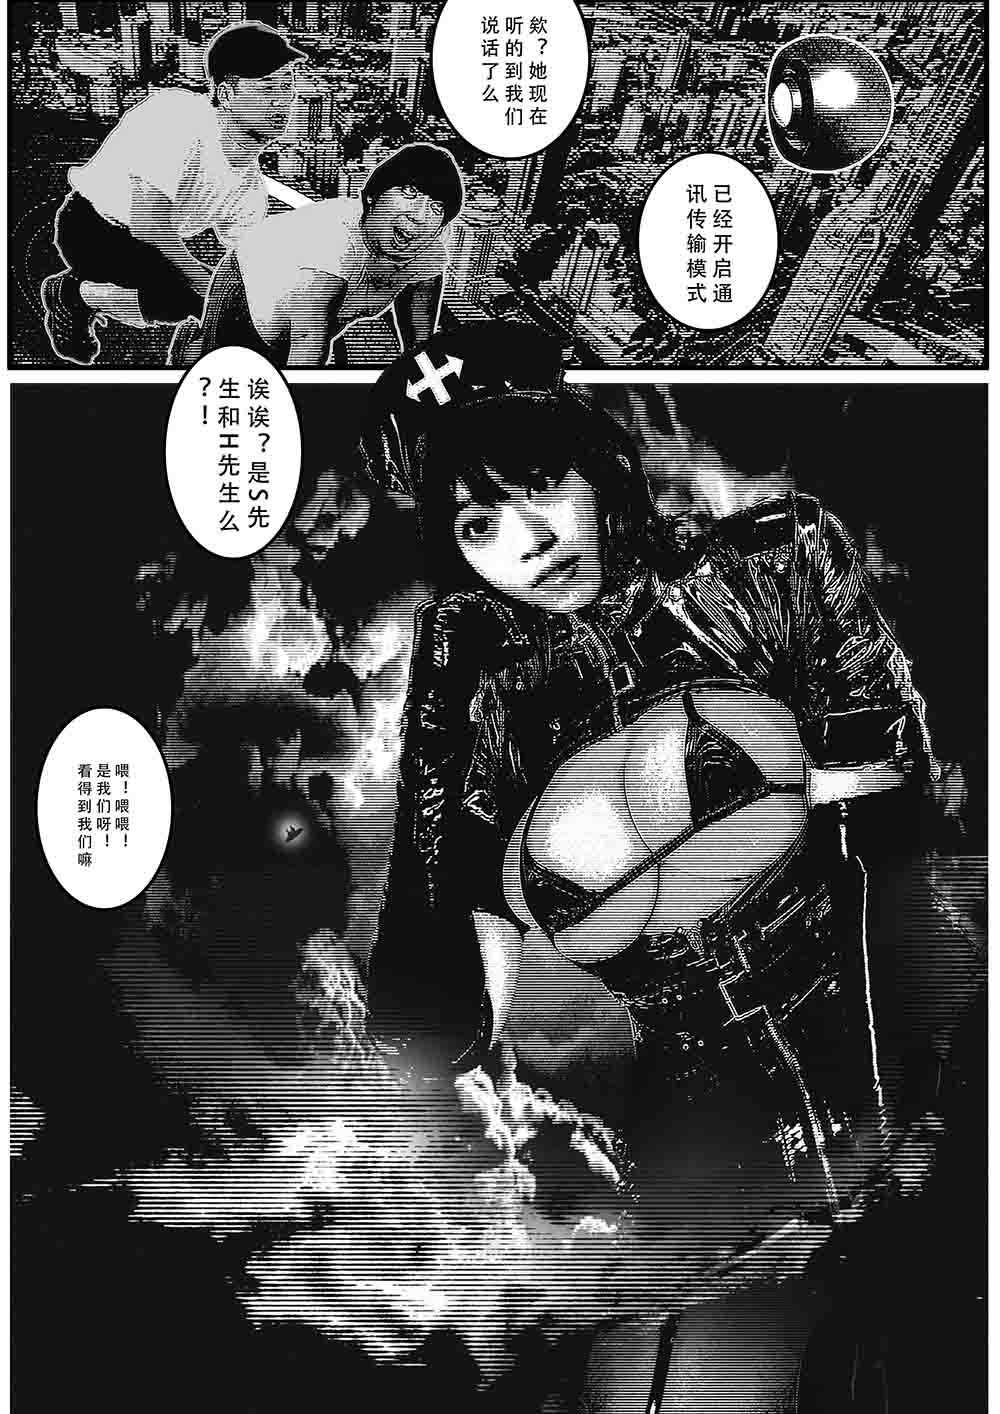 欸？她现在
听的到我们
说话了么
已经开启通
讯传输模式
诶诶？是S先
生和H先生么
？！
喂！喂喂！
是我们呀！
看得到我们嘛